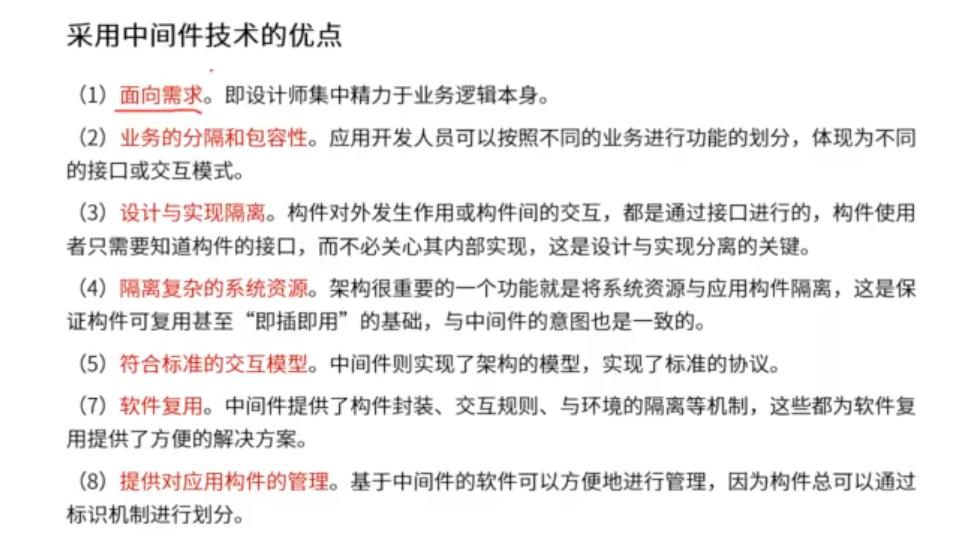 采用中间件技术的优点
（1）面向需求。即设计师集中精力于业务逻辑本身。
（2）业务的分隔和包容性。应用开发人员可以按照不同的业务进行功能的划分，体现为不同
的接口或交互模式。
（3）设计与实现隔离。构件对外发生作用或构件间的交互，都是通过接口进行的，构件使用
者只需要知道构件的接口，而不必关心其内部实现，这是设计与实现分离的关键。
（4）隔离复杂的系统资源。架构很重要的一个功能就是将系统资源与应用构件隔离，这是保
证构件可复用甚至“即插即用”的基础，与中间件的意图也是一致的。
（5）符合标准的交互模型。中间件则实现了架构的模型，实现了标准的协议。
（7）软件复用。中间件提供了构件封装、交互规则、与环境的隔离等机制，这些都为软件复
用提供了方便的解决方案。
（8）提供对应用构件的管理。基于中间件的软件可以方便地进行管理，因为构件总可以通过
标识机制进行划分。